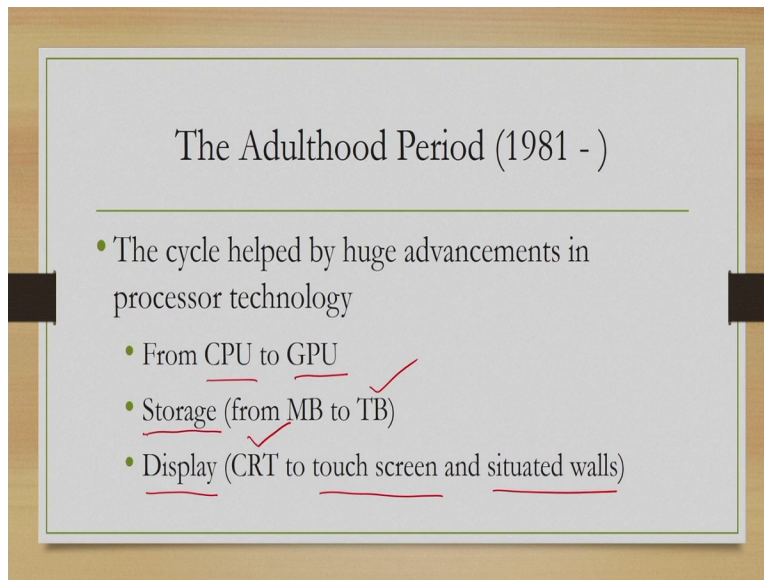 The Adulthood Period (1981 - )
• The cycle helped by huge advancements in
processor technology
• From CPU to GPU
• Storage (from MB to TB)
• Display (CRT to touch screen and situated walls)